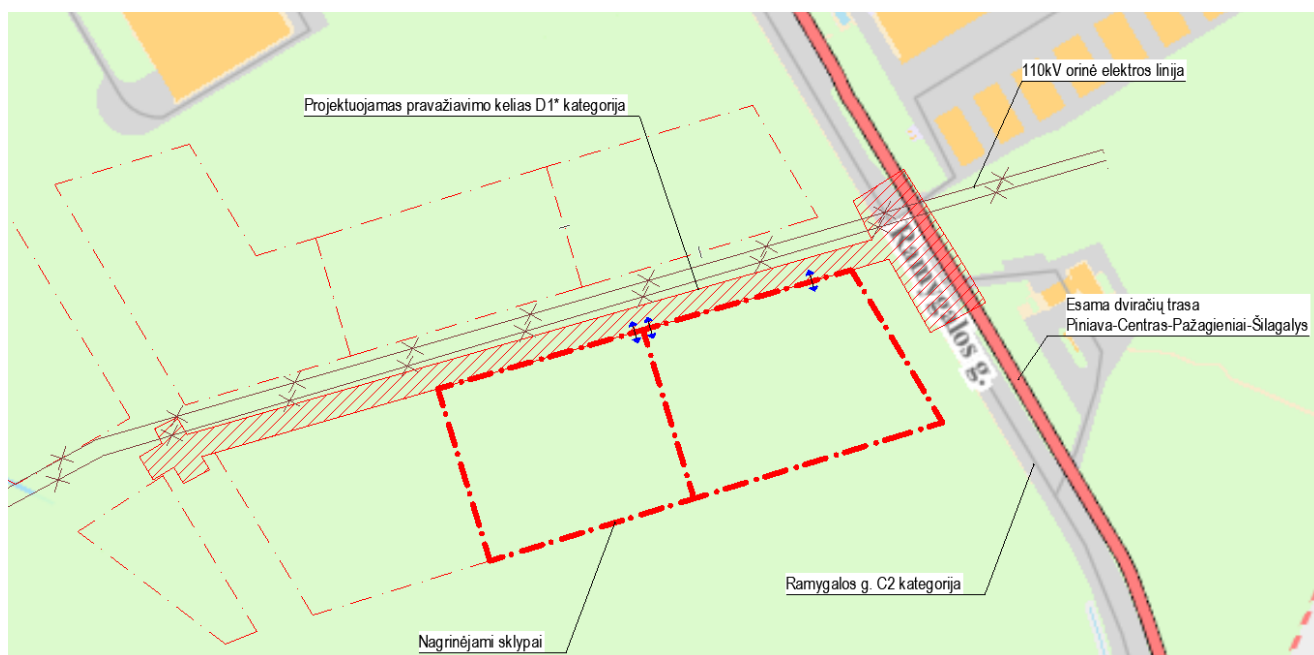 110kV orinė elektros linija
Projektuojamas pravažiavimo kelias D1* kategorija
Ramygalos g.
Esama dviračių trasa
Piniava-Centras-Pažagieniai-Šilagalys
Ramygalos g. C2 kategorija
Nagrinėjami sklypai